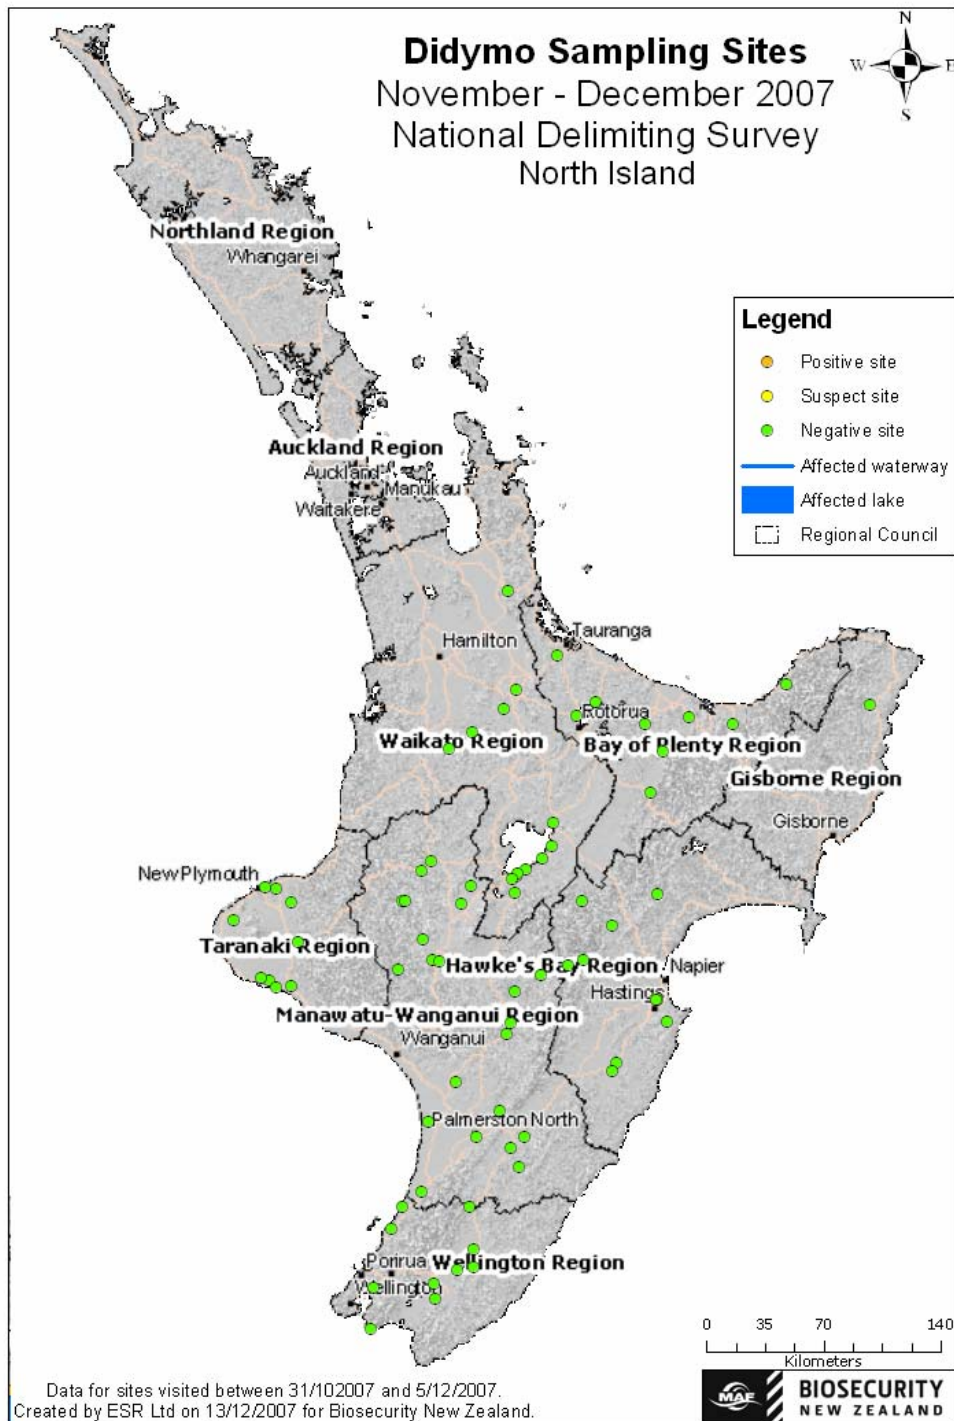 Didymo Sampling Sites
November - December 2007
National Delimiting Survey
North Island
N
W
E
S
Northland Region
Whangarei
Legend
Positive site
Suspect site
Negative site
Affected waterway
Affected lake
Regional Council
Auckland Region
Auckland
Manukau
Waitakere
Hamilton
Tauranga
Rotorua
Waikato Region
Bay of Plenty Region
Gisborne Region
Gisborne
New Plymouth
Taranaki Region
Hawke's Bay Region
Napier
Hastings
Manawatu-Wanganui Region
Wanganui
Palmerston North
Porirua
Wellington Region
Wellington
0 35 70 140
Kilometers
MAF
BIOSECURITY
NEW ZEALAND
Data for sites visited between 31/102007 and 5/12/2007.
Created by ESR Ltd on 13/12/2007 for Biosecurity New Zealand.